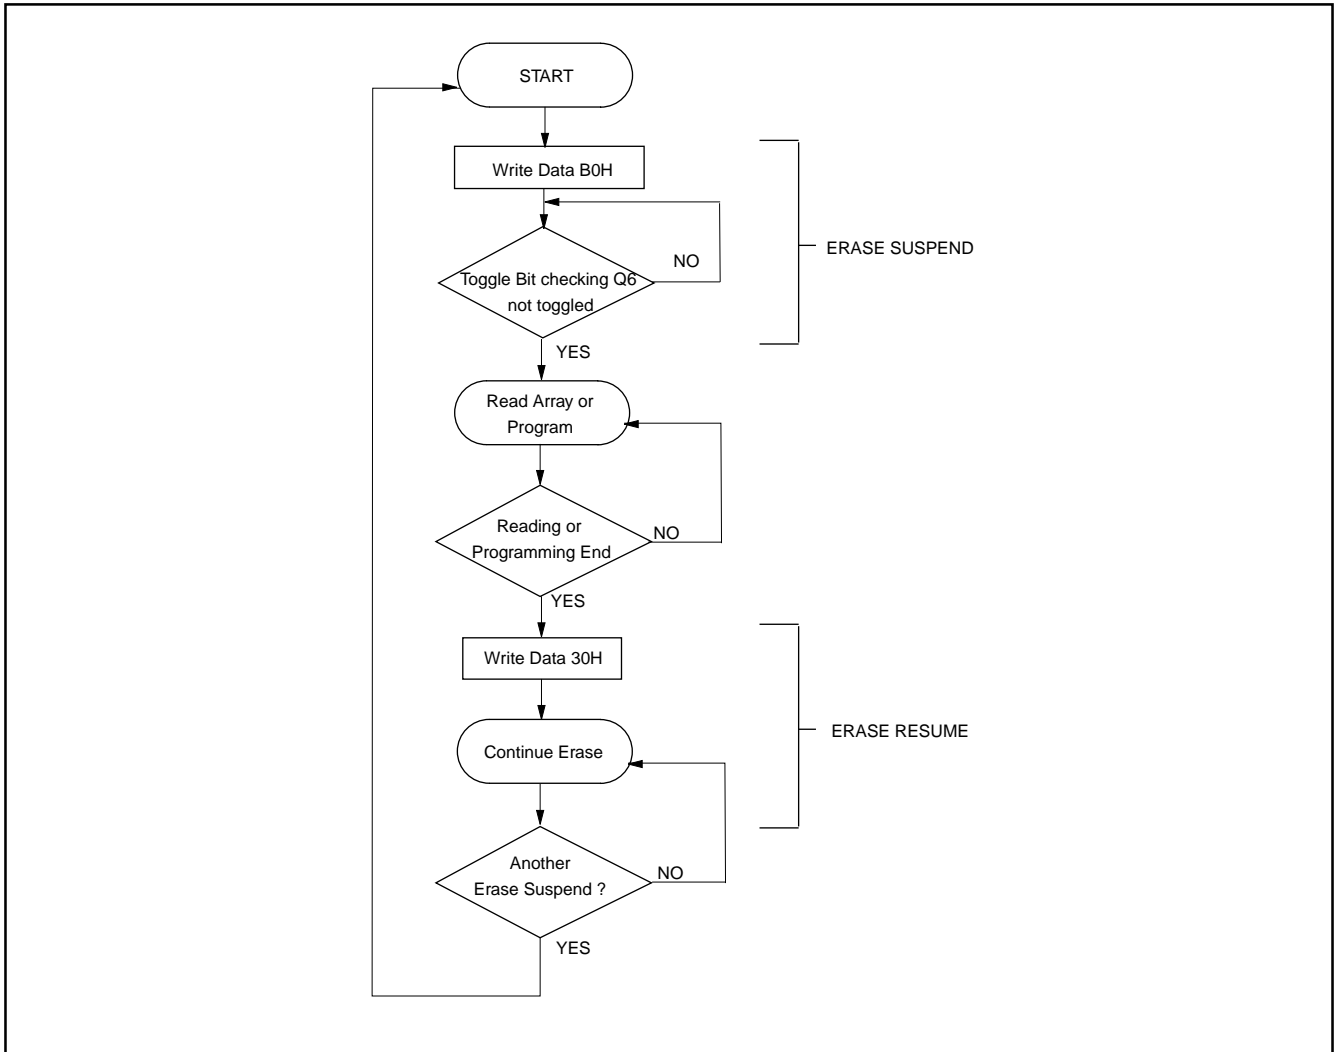 START
Write Data B0H
ERASE SUSPEND
NO
Toggle Bit checking Q6
not toggled
YES
Read Array or
Program
Reading or
NO
Programming End
YES
Write Data 30H
ERASE RESUME
Continue Erase
Another
NO
Erase Suspend ?
YES